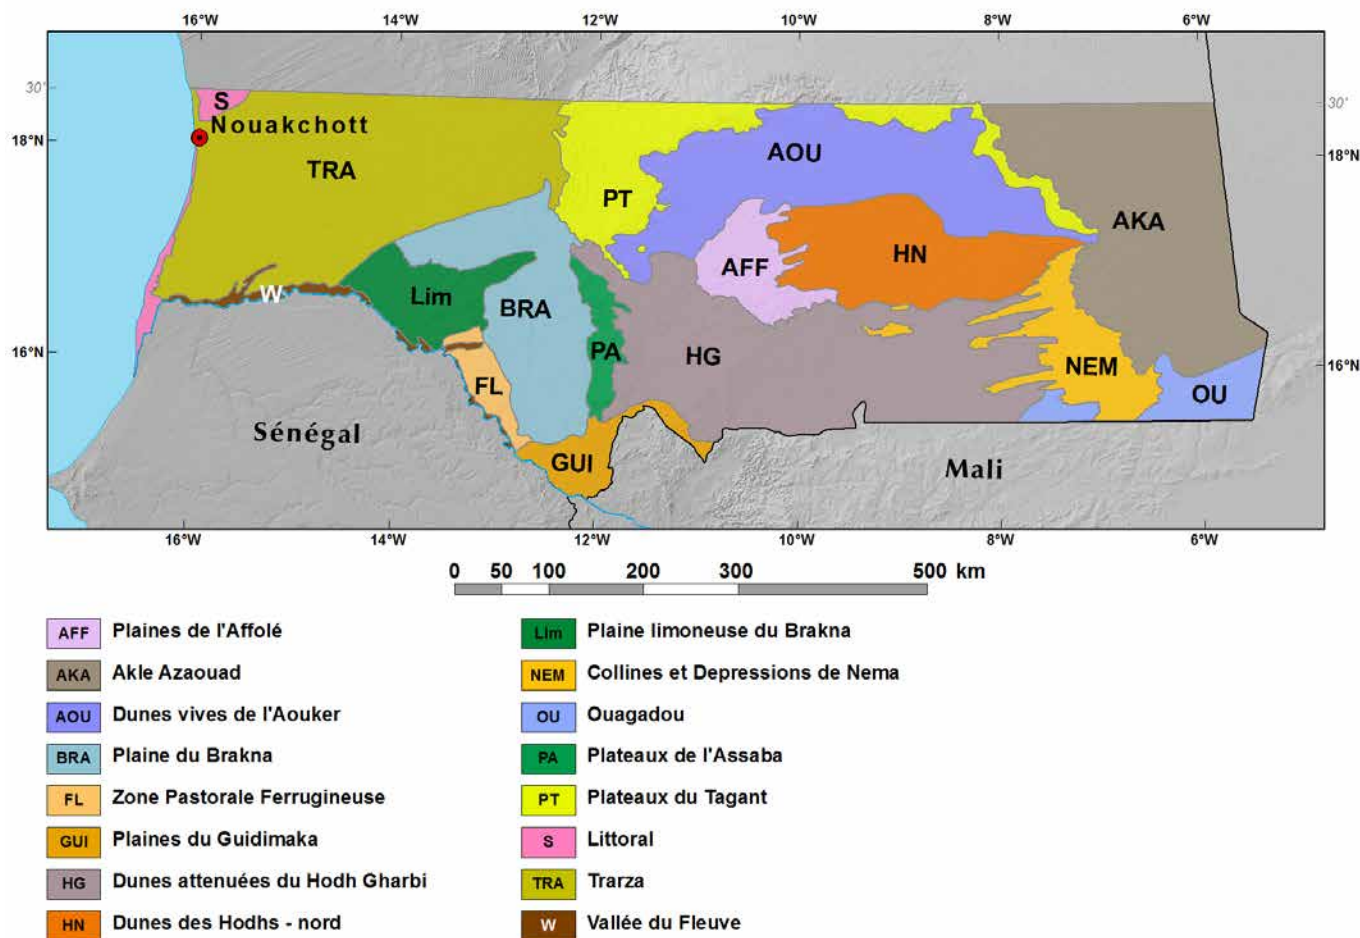 16°W 14°W 12°W 10°W 8°W 6°W
30'
30'
S
Nouakchott
18°N
18°N
TRA
AOU
PT
AKA
AFF
HN
W
Lim
BRA
16°N
PA
HG
16°N
NEM
FL
OU
Sénégal
GUI
Mali
16°W 14°W 12°W 10°W 8°W 6°W
0 50 100 200 300 500 km
AFF Plaines de l'Affolé
AKA Akle Azaouad
AOU Dunes vives de l'Aouker
BRA Plaine du Brakna
FL Zone Pastorale Ferrugineuse
GUI Plaines du Guidimaka
HG Dunes attenuées du Hodh Gharbi
HN Dunes des Hodhs - nord
Lim Plaine limoneuse du Brakna
NEM Collines et Depressions de Nema
OU Ouagadou
PA Plateaux de l'Assaba
PT Plateaux du Tagant
S Littoral
TRA Trarza
W Vallée du Fleuve